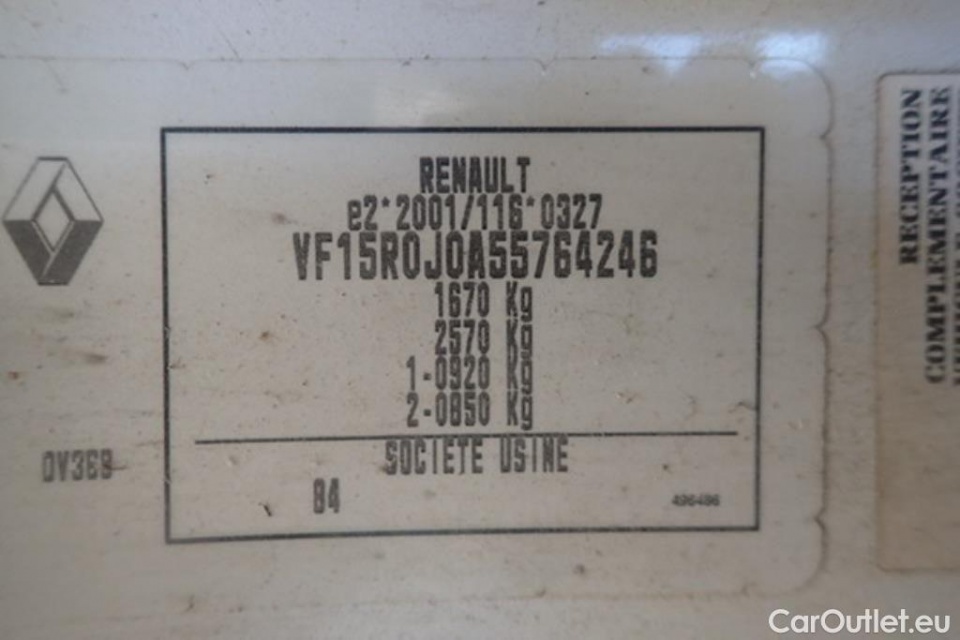 RENAULT
e2*2001/116*0327
VF15R0J0A55764246
1670 Kg
2570 Kg
1-0920 Kg
2-0850 Kg
SOCIETE USINE
84
496496
0V369
RECEPTION
COMPLEMENTAIRE
CarOutlet.eu